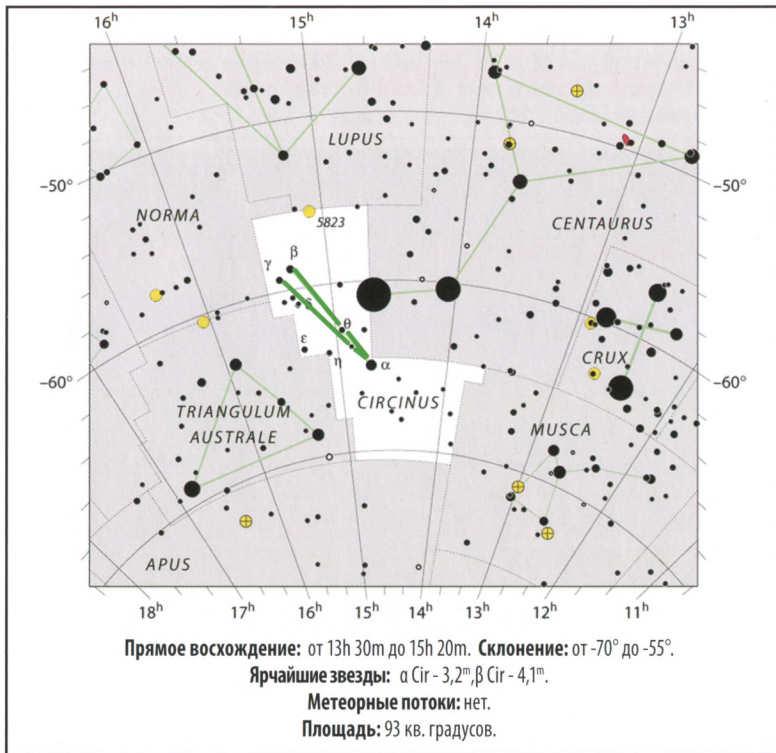 16h 15h 14h 13h
LUPUS
-50° -50°
NORMA
5823
CENTAURUS
β
γ
δ
θ
-60° -60°
ε
η
α
CRUX
CIRCINUS
TRIANGULUM
AUSTRALE
MUSCA
APUS
18h 17h 16h 15h 14h 13h 12h 11h
Прямое восхождение: от 13h 30m до 15h 20m. Склонение: от -70° до -55°.
Ярчайшие звезды: α Cir - 3,2m,β Cir - 4,1m.
Метеорные потоки: нет.
Площадь: 93 кв. градусов.